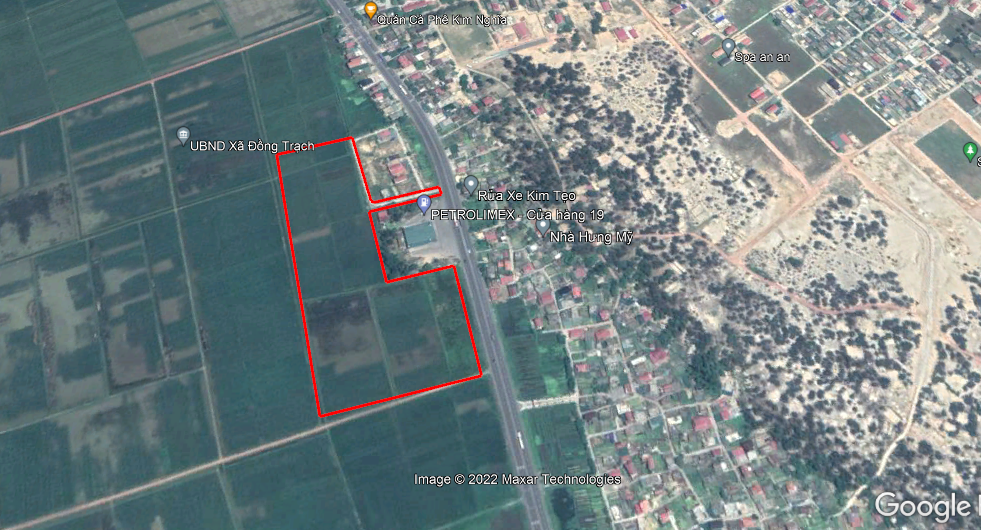 Quán Cà Phê Kim Nghĩa
Spa an an
UBND Xã Đồng Trạch
S
Rửa Xe Kim Tẹo
PETROLIMEX - Cửa hàng 19
Nhà Hưng Mỹ
Image © 2022 Maxar Technologies
Google